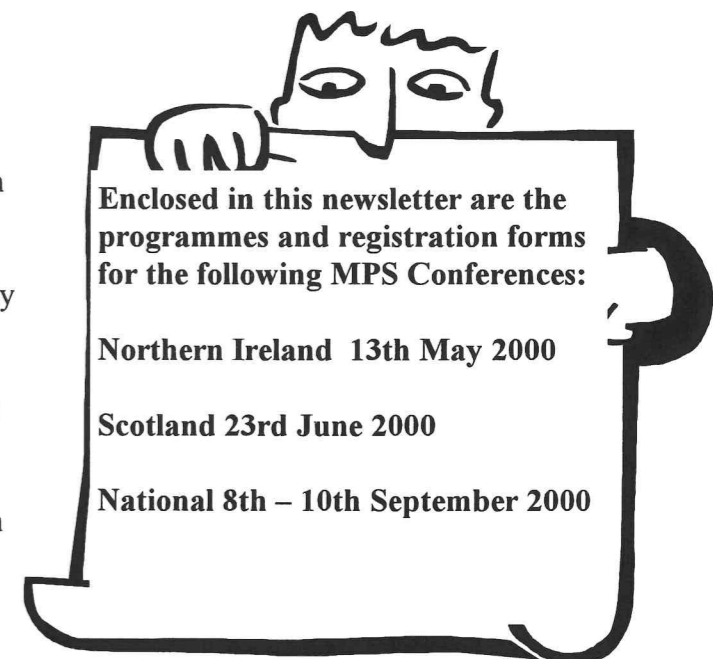 Enclosed in this newsletter are the
programmes and registration forms
for the following MPS Conferences:
Northern Ireland 13th May 2000
Scotland 23rd June 2000
National 8th – 10th September 2000